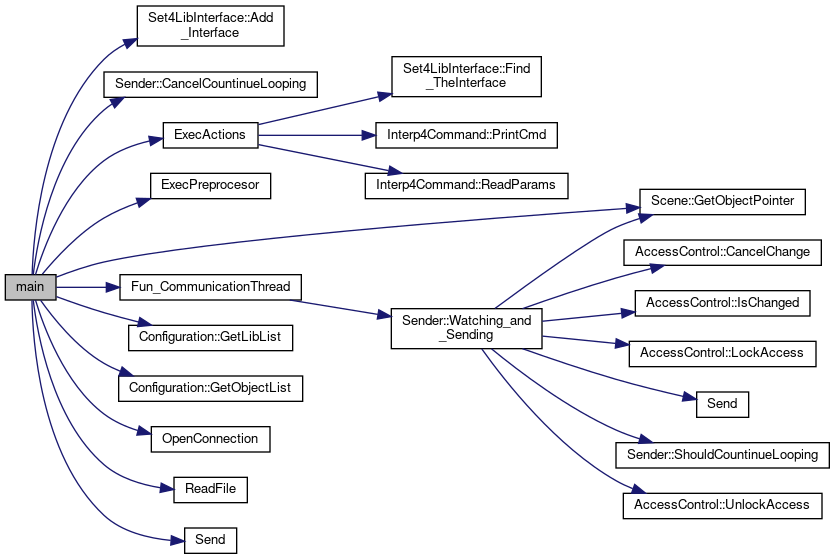 Set4LibInterface::Add
_Interface
Sender::CancelCountinueLooping
ExecActions
ExecPreprocesor
main
Fun_CommunicationThread
Configuration::GetLibList
Configuration::GetObjectList
OpenConnection
ReadFile
Send
Set4LibInterface::Find
_TheInterface
Interp4Command::PrintCmd
Interp4Command::ReadParams
Sender::Watching_and
_Sending
Scene::GetObjectPointer
AccessControl::CancelChange
AccessControl::IsChanged
AccessControl::LockAccess
Send
Sender::ShouldCountinueLooping
AccessControl::UnlockAccess